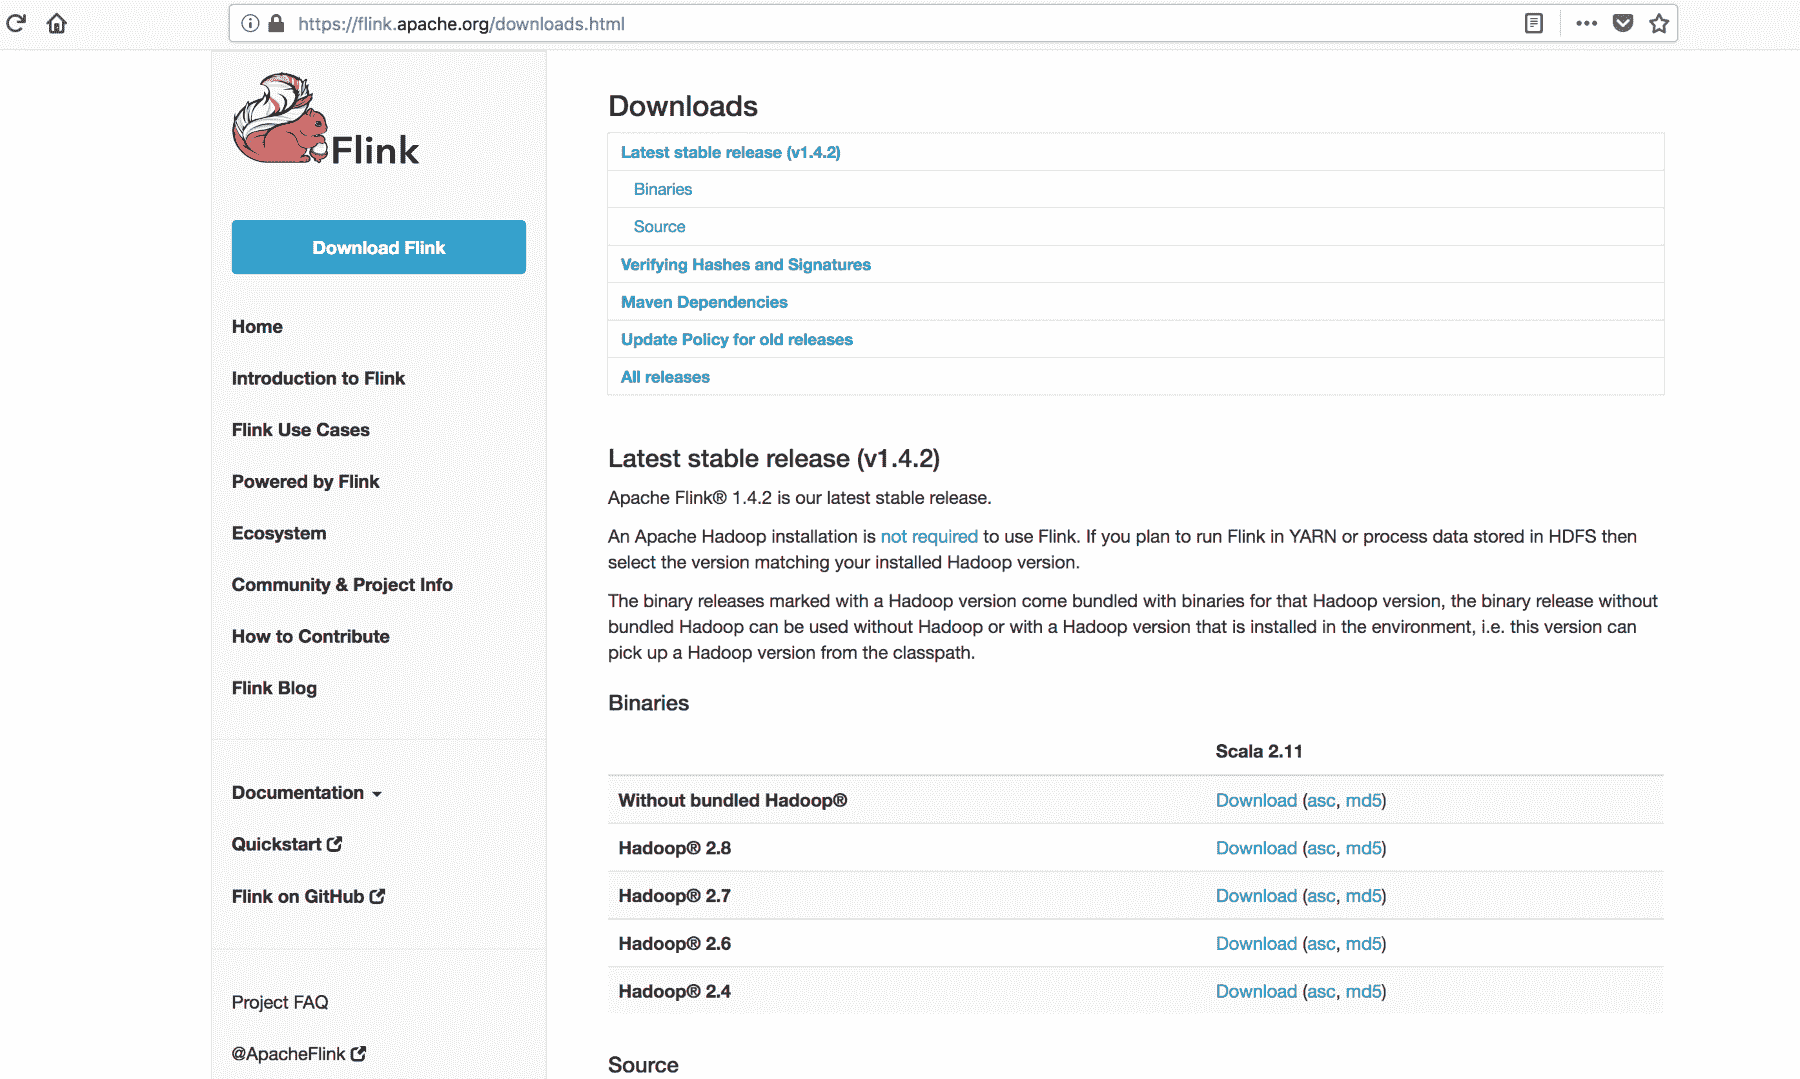 https://flink.apache.org/downloads.html
Flink
Download Flink
Home
Introduction to Flink
Flink Use Cases
Powered by Flink
Ecosystem
Community & Project Info
How to Contribute
Flink Blog
Documentation
Quickstart
Flink on GitHub
Project FAQ
@ApacheFlink
Downloads
Latest stable release (v1.4.2)
Binaries
Source
Verifying Hashes and Signatures
Maven Dependencies
Update Policy for old releases
All releases
Latest stable release (v1.4.2)
Apache Flink® 1.4.2 is our latest stable release.
An Apache Hadoop installation is not required to use Flink. If you plan to run Flink in YARN or process data stored in HDFS then
select the version matching your installed Hadoop version.
The binary releases marked with a Hadoop version come bundled with binaries for that Hadoop version, the binary release without
bundled Hadoop can be used without Hadoop or with a Hadoop version that is installed in the environment, i.e. this version can
pick up a Hadoop version from the classpath.
Binaries
Scala 2.11
Without bundled Hadoop® Download (asc, md5)
Hadoop® 2.8 Download (asc, md5)
Hadoop® 2.7 Download (asc, md5)
Hadoop® 2.6 Download (asc, md5)
Hadoop® 2.4 Download (asc, md5)
Source